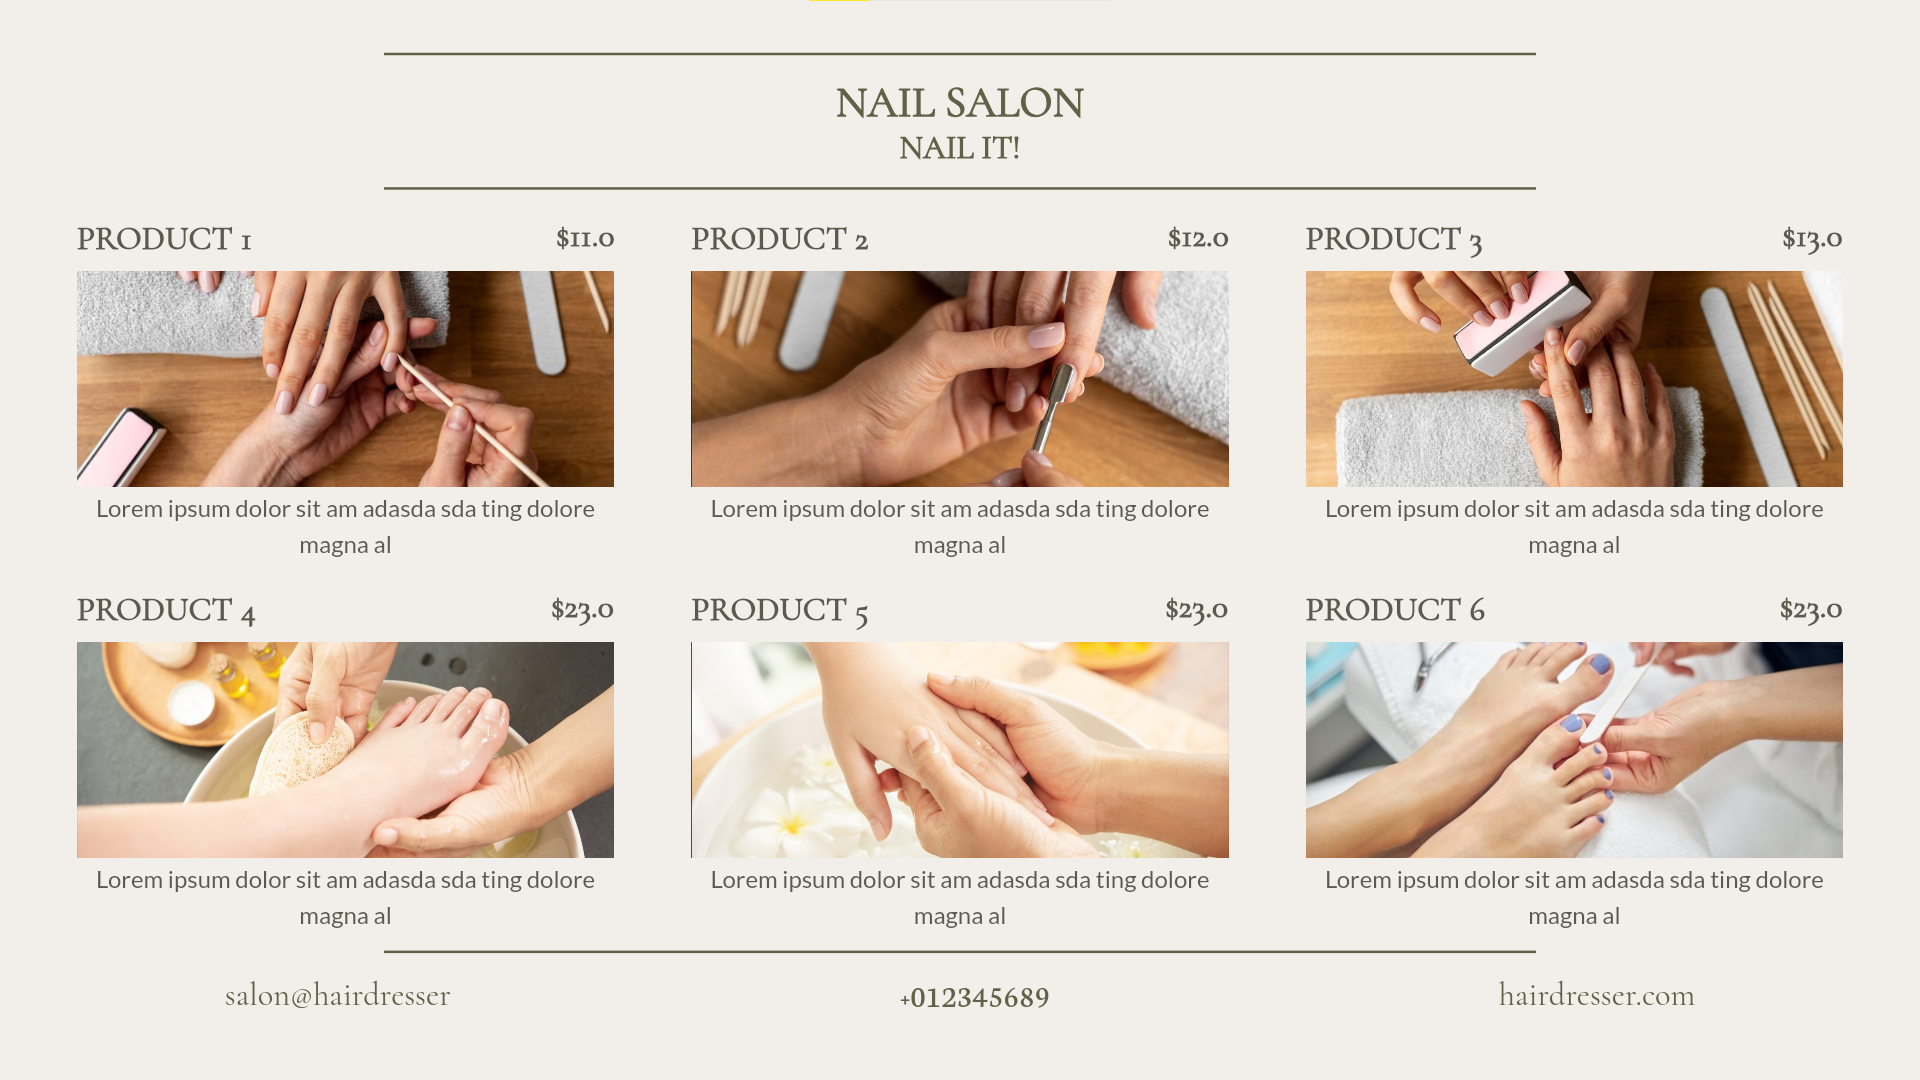 NAIL SALON
NAIL IT!
PRODUCT 1 $11.0
PRODUCT 2 $12.0
PRODUCT 3 $13.0
Lorem ipsum dolor sit am adasda sda ting dolore
magna al
Lorem ipsum dolor sit am adasda sda ting dolore
magna al
Lorem ipsum dolor sit am adasda sda ting dolore
magna al
PRODUCT 4 $23.0
PRODUCT 5 $23.0
PRODUCT 6 $23.0
Lorem ipsum dolor sit am adasda sda ting dolore
magna al
Lorem ipsum dolor sit am adasda sda ting dolore
magna al
Lorem ipsum dolor sit am adasda sda ting dolore
magna al
salon@hairdresser
+012345689
hairdresser.com